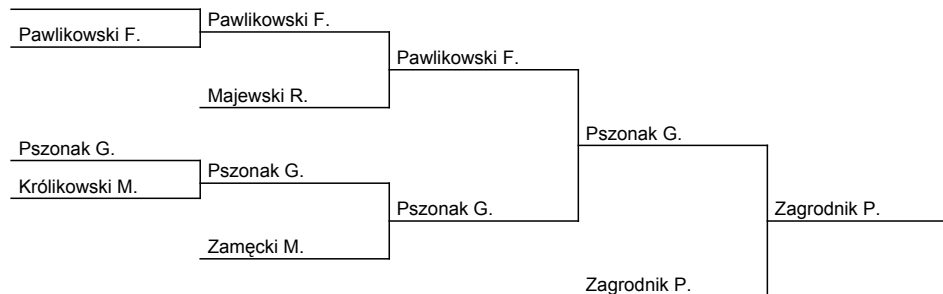 Pawlikowski F.
Pawlikowski F.
Pawlikowski F.
Majewski R.
Pszonak G.
Pszonak G.
Królikowski M.
Pszonak G.
Pszonak G.
Zamęcki M.
Zagrodnik P.
Zagrodnik P.